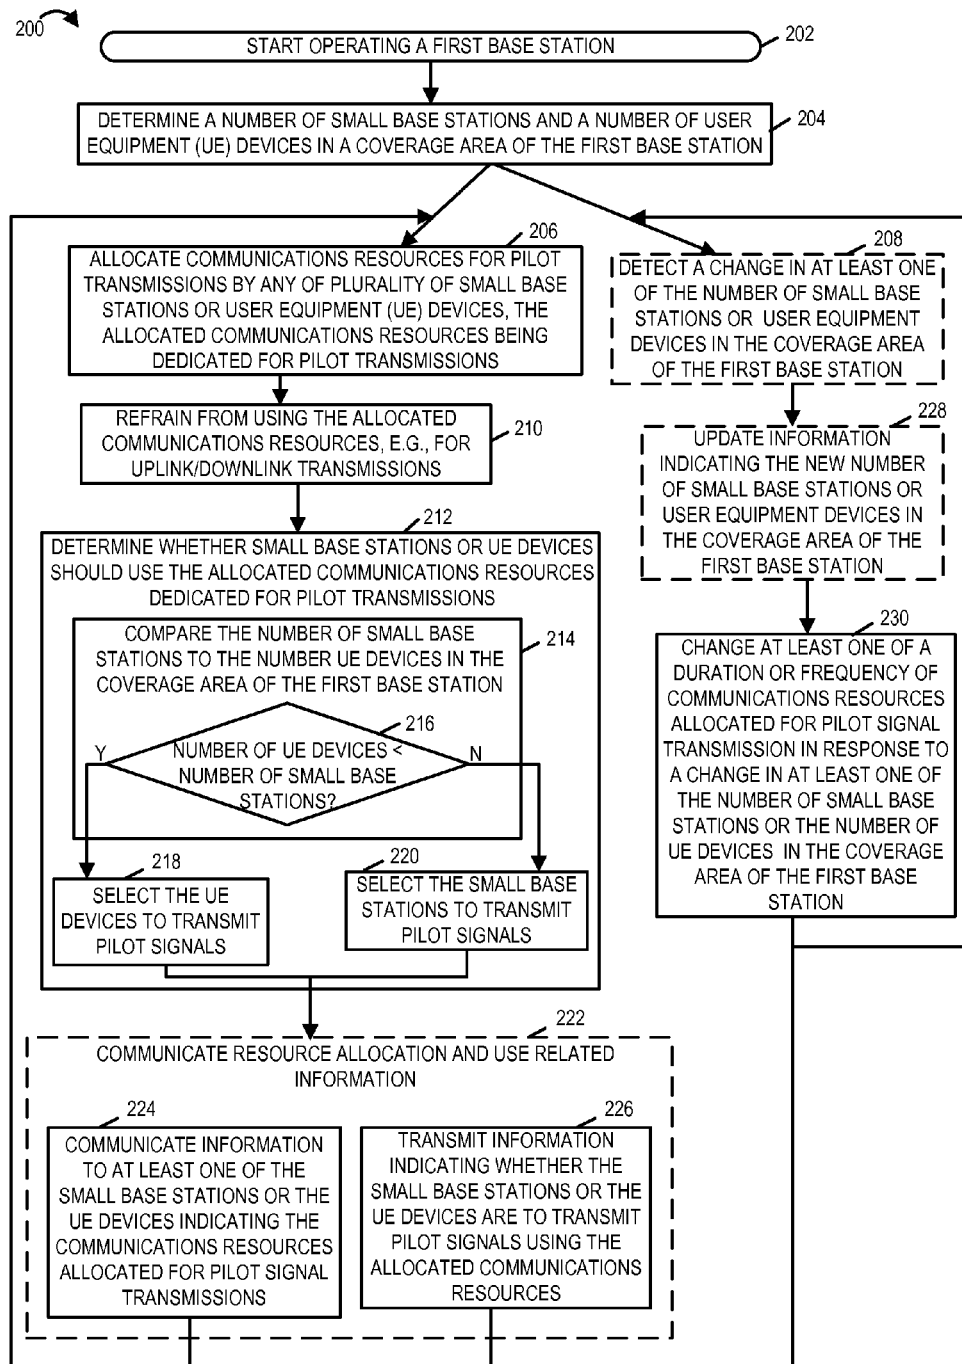 200
START OPERATING A FIRST BASE STATION
202
DETERMINE A NUMBER OF SMALL BASE STATIONS AND A NUMBER OF USER
EQUIPMENT (UE) DEVICES IN A COVERAGE AREA OF THE FIRST BASE STATION
204
206
ALLOCATE COMMUNICATIONS RESOURCES FOR PILOT
TRANSMISSIONS BY ANY OF PLURALITY OF SMALL BASE
STATIONS OR USER EQUIPMENT (UE) DEVICES, THE
ALLOCATED COMMUNICATIONS RESOURCES BEING
DEDICATED FOR PILOT TRANSMISSIONS
208
DETECT A CHANGE IN AT LEAST ONE
OF THE NUMBER OF SMALL BASE
STATIONS OR USER EQUIPMENT
DEVICES IN THE COVERAGE AREA
OF THE FIRST BASE STATION
REFRAIN FROM USING THE ALLOCATED
COMMUNICATIONS RESOURCES, E.G., FOR
UPLINK/DOWNLINK TRANSMISSIONS
210
228
UPDATE INFORMATION
INDICATING THE NEW NUMBER
OF SMALL BASE STATIONS OR
USER EQUIPMENT DEVICES IN
THE COVERAGE AREA OF THE
FIRST BASE STATION
212
DETERMINE WHETHER SMALL BASE STATIONS OR UE DEVICES
SHOULD USE THE ALLOCATED COMMUNICATIONS RESOURCES
DEDICATED FOR PILOT TRANSMISSIONS
COMPARE THE NUMBER OF SMALL BASE
STATIONS TO THE NUMBER UE DEVICES IN THE
COVERAGE AREA OF THE FIRST BASE STATION
214
216
Y
NUMBER OF UE DEVICES <
NUMBER OF SMALL BASE
STATIONS?
N
218
SELECT THE UE
DEVICES TO TRANSMIT
PILOT SIGNALS
220
SELECT THE SMALL BASE
STATIONS TO TRANSMIT
PILOT SIGNALS
230
CHANGE AT LEAST ONE OF A
DURATION OR FREQUENCY OF
COMMUNICATIONS RESOURCES
ALLOCATED FOR PILOT SIGNAL
TRANSMISSION IN RESPONSE TO
A CHANGE IN AT LEAST ONE OF
THE NUMBER OF SMALL BASE
STATIONS OR THE NUMBER OF
UE DEVICES IN THE COVERAGE
AREA OF THE FIRST BASE
STATION
222
COMMUNICATE RESOURCE ALLOCATION AND USE RELATED
INFORMATION
224
COMMUNICATE INFORMATION
TO AT LEAST ONE OF THE
SMALL BASE STATIONS OR THE
UE DEVICES INDICATING THE
COMMUNICATIONS RESOURCES
ALLOCATED FOR PILOT SIGNAL
TRANSMISSIONS
226
TRANSMIT INFORMATION
INDICATING WHETHER THE
SMALL BASE STATIONS OR THE
UE DEVICES ARE TO TRANSMIT
PILOT SIGNALS USING THE
ALLOCATED COMMUNICATIONS
RESOURCES